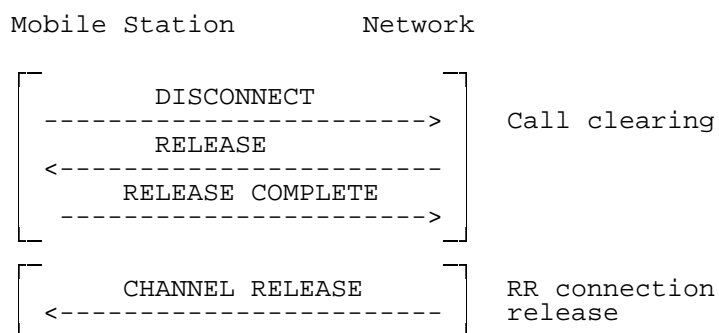 Mobile Station Network
DISCONNECT
-------------------------> Call clearing
RELEASE
<-------------------------
RELEASE COMPLETE
------------------------>
CHANNEL RELEASE RR connection
<------------------------- release